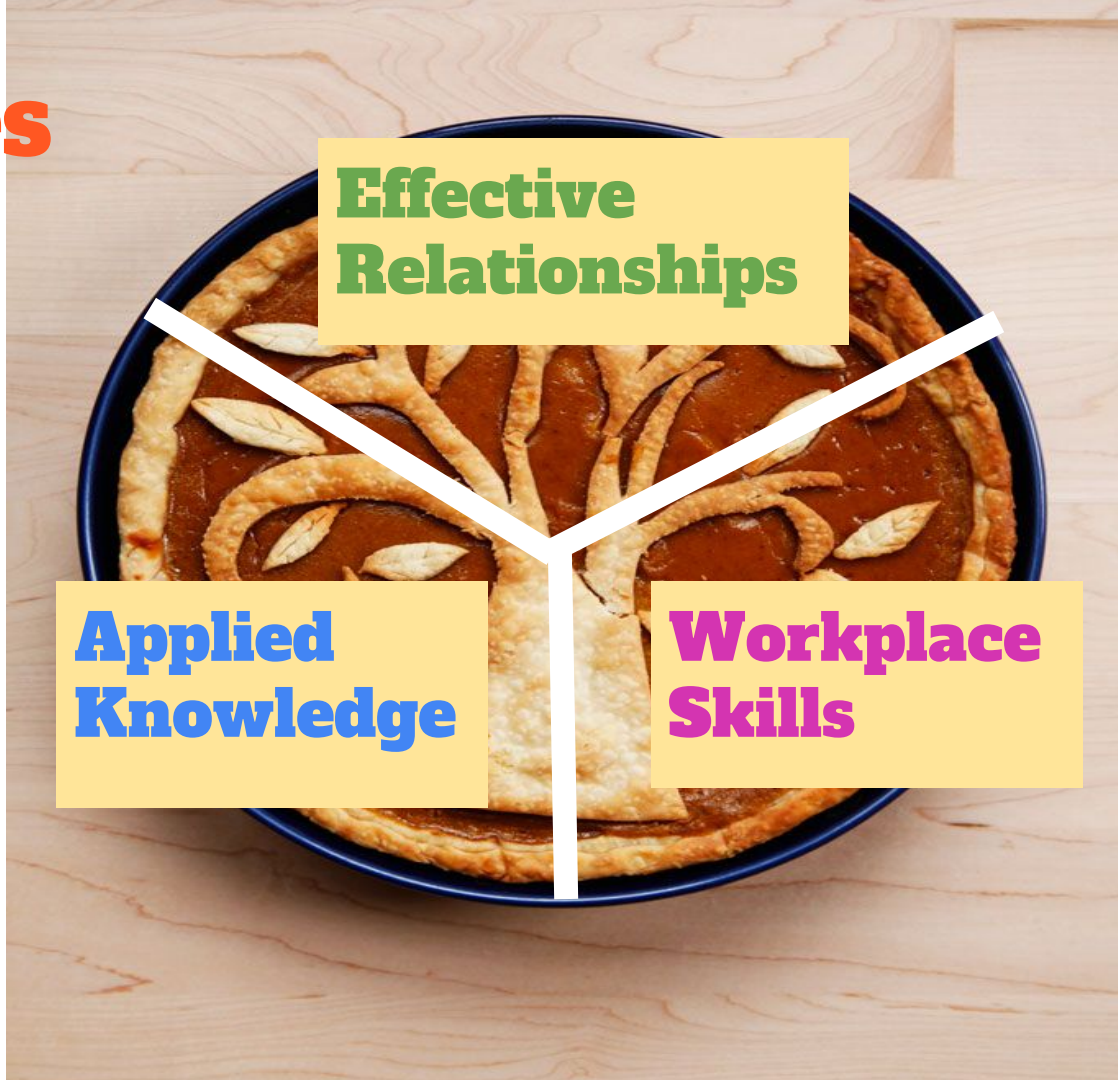 s
Effective
Relationships
Applied
Knowledge
Workplace
Skills